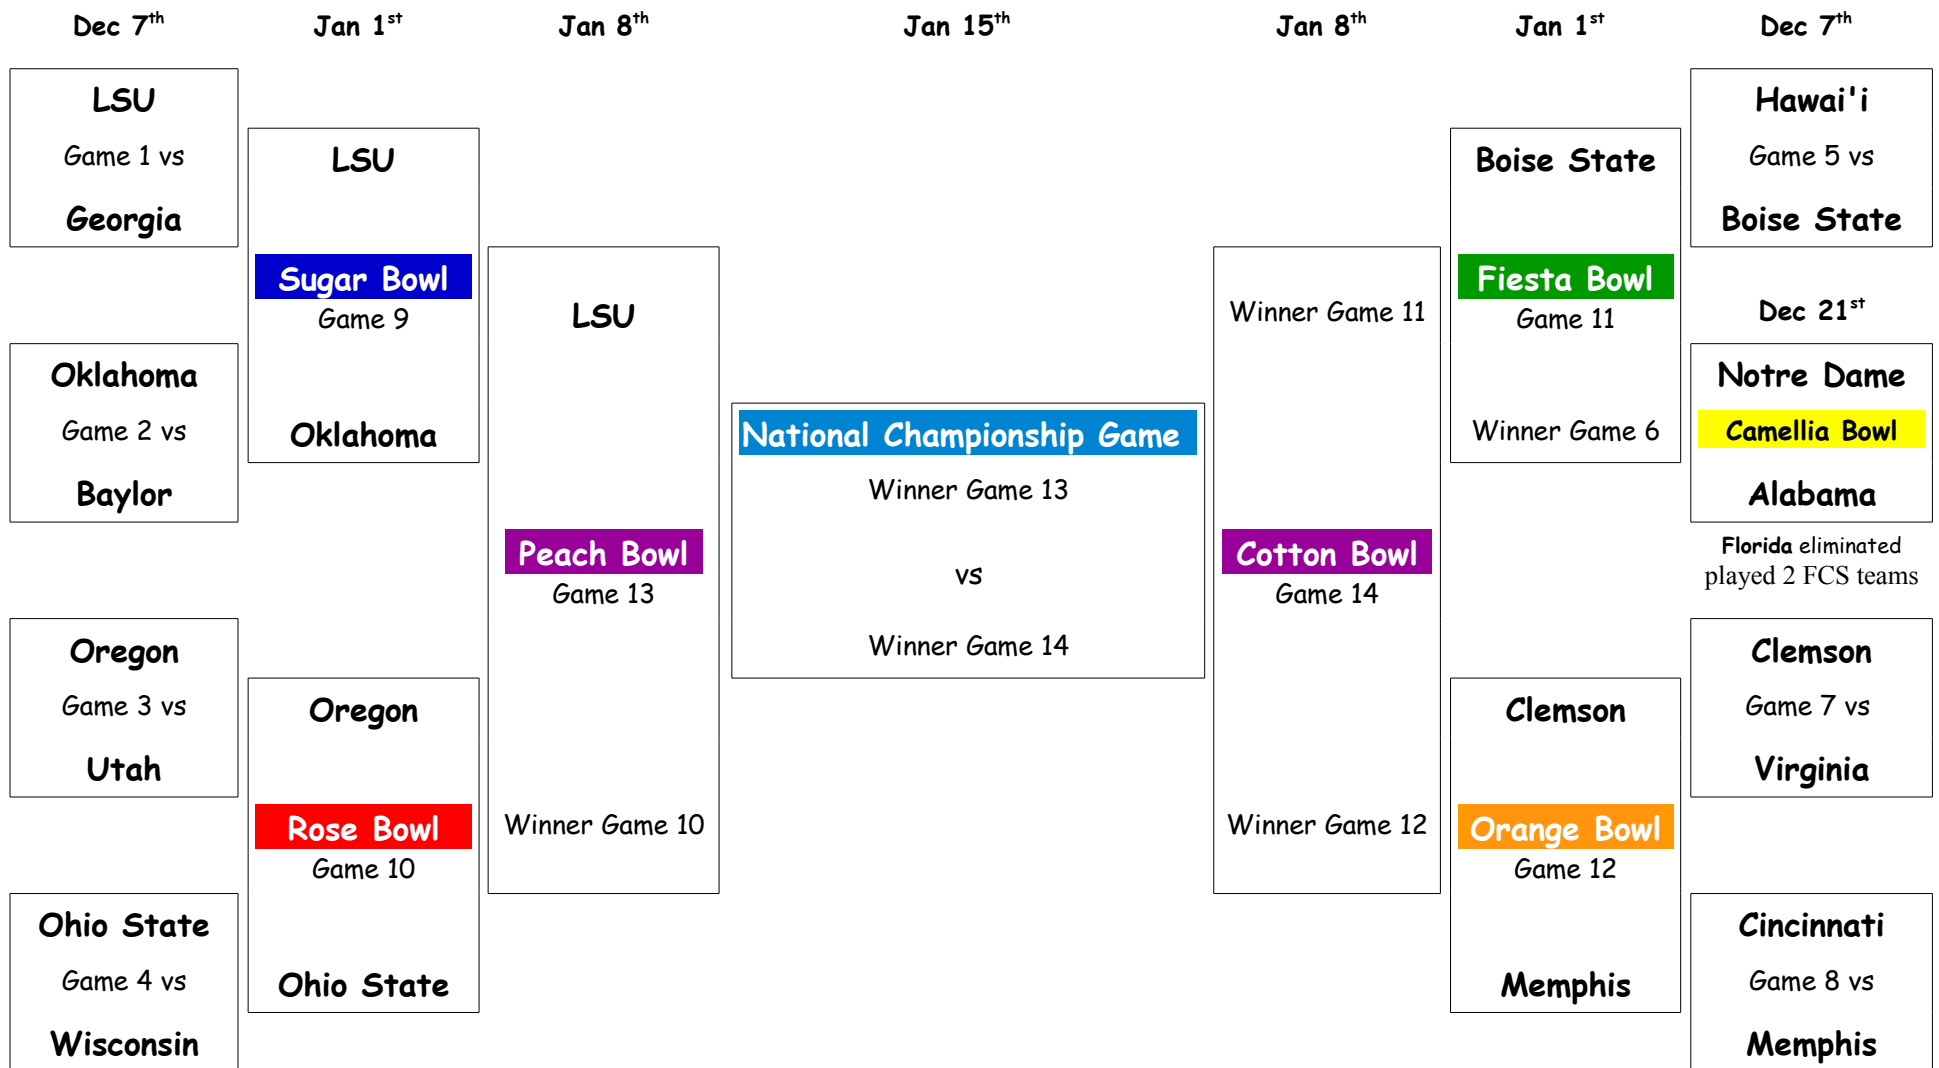 Dec 7th
Jan 1st
Jan 8th
Jan 15th
Jan 8th
Jan 1st
Dec 7th
LSU
Game 1 vs
Georgia
Oklahoma
Game 2 vs
Baylor
Oregon
Game 3 vs
Utah
Ohio State
Game 4 vs
Wisconsin
LSU
Sugar Bowl
Game 9
Oklahoma
Oregon
Rose Bowl
Game 10
Ohio State
LSU
Peach Bowl
Game 13
Winner Game 10
National Championship Game
Winner Game 13
vs
Winner Game 14
Winner Game 11
Cotton Bowl
Game 14
Winner Game 12
Boise State
Fiesta Bowl
Game 11
Winner Game 6
Clemson
Orange Bowl
Game 12
Memphis
Hawai'i
Game 5 vs
Boise State
Dec 21st
Notre Dame
Camellia Bowl
Alabama
Florida eliminated
played 2 FCS teams
Clemson
Game 7 vs
Virginia
Cincinnati
Game 8 vs
Memphis